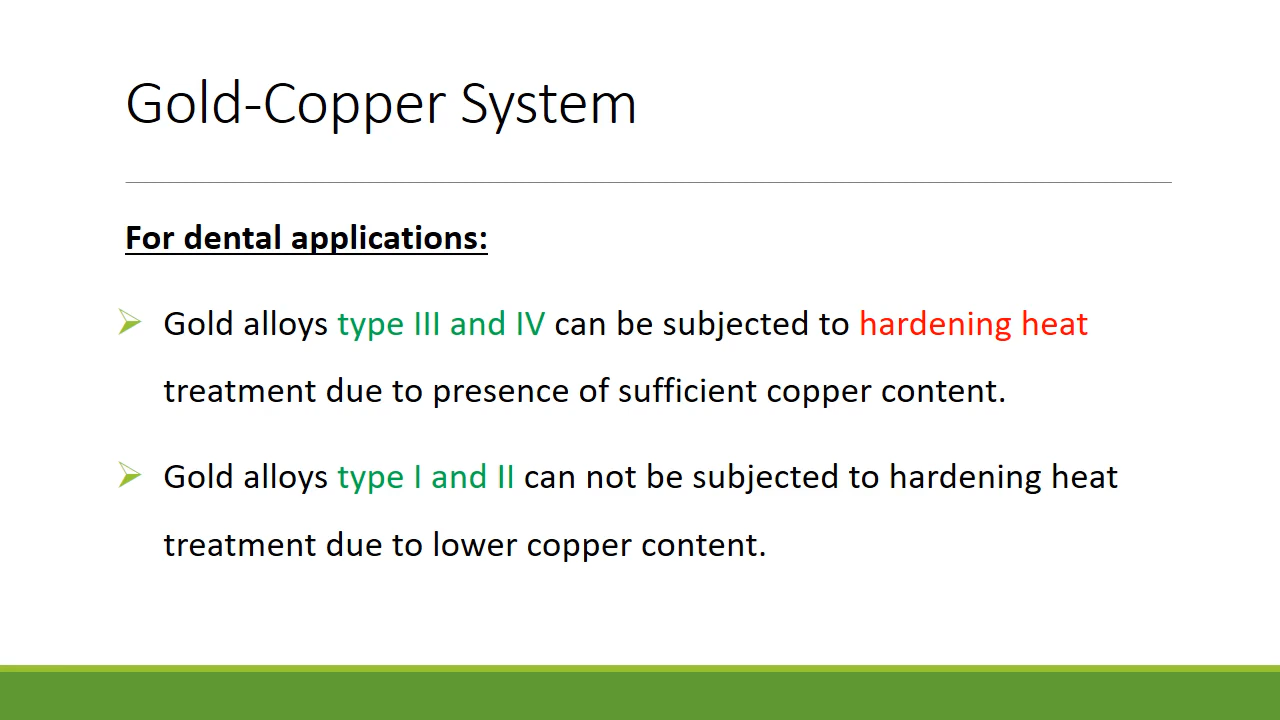 Gold-Copper System
For dental applications:
Gold alloys type III and IV can be subjected to hardening heat
treatment due to presence of sufficient copper content.
Gold alloys type I and II can not be subjected to hardening heat
treatment due to lower copper content.